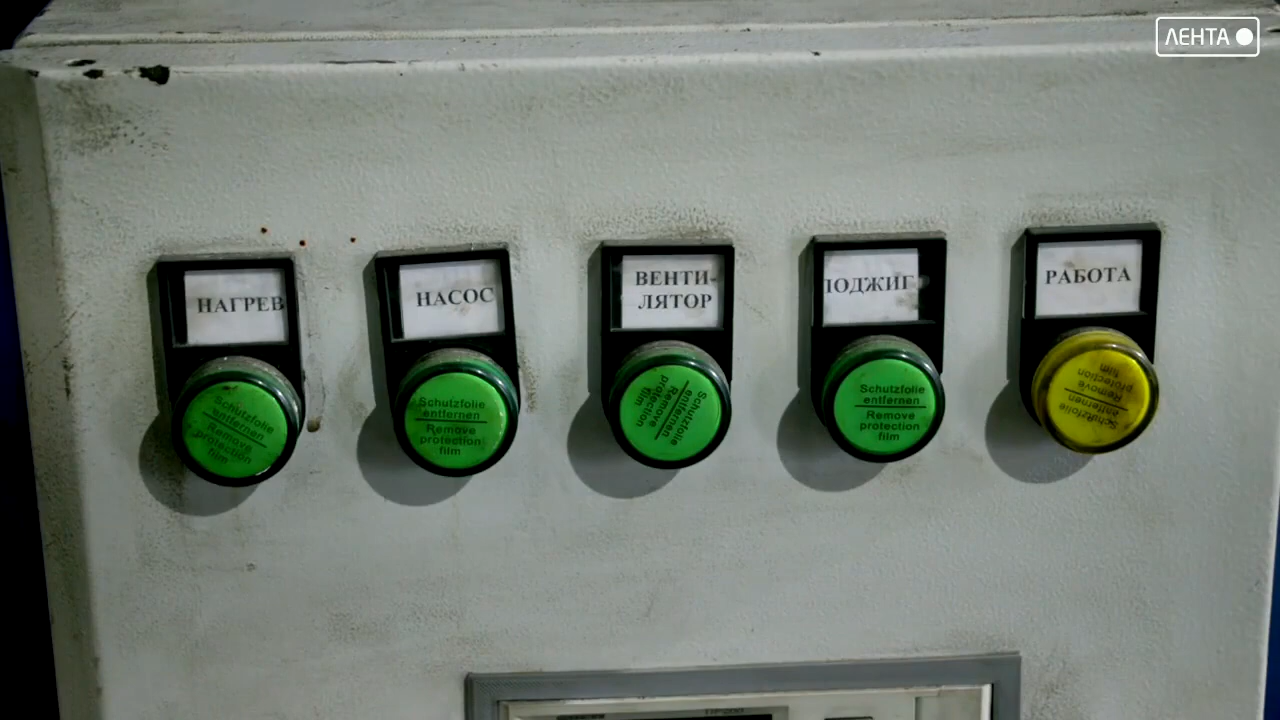 ЛЕНТА
НАГРЕВ
НАСОС
ВЕНТИ-
ЛЯТОР
ПОДЖИГ
РАБОТА
Schutzfolie
entfernen
Remove
protection
film
Schutzfolie
entfernen
Remove
protection
film
Schutzfolie
entfernen
Remove
protection
film
Schutzfolie
entfernen
Remove
protection
film
Schutzfolie
entfernen
Remove
protection
film